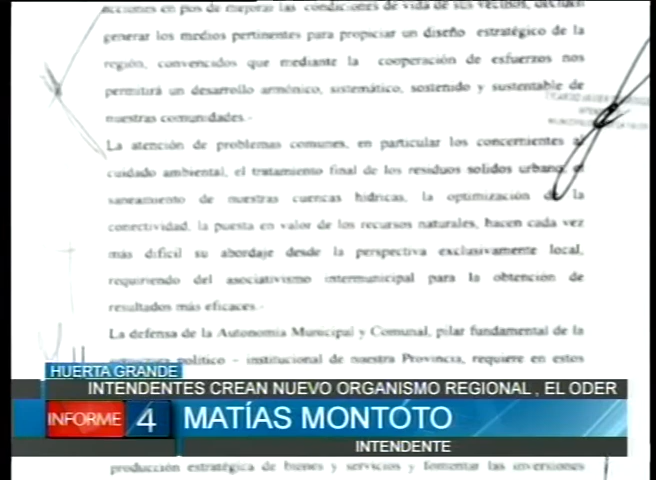 acciones en pos de mejorar las condiciones de vida de sus vecinos, deciden
generar los medios pertinentes para propiciar un diseño estratégico de la
región, convencidos que mediante la cooperación de esfuerzos nos
permitirá un desarrollo armónico, sistemático, sostenido y sustentable de
nuestras comunidades.-
La atención de problemas comunes, en particular los concernientes al
cuidado ambiental, el tratamiento final de los residuos solidos urbano, el
saneamiento de nuestras cuencas hídricas, la optimización de la
conectividad, la puesta en valor de los recursos naturales, hacen cada vez
más difícil su abordaje desde la perspectiva exclusivamente local,
requiriendo del asociativismo intermunicipal para la obtención de
resultados más eficaces.-
La defensa de la Autonomía Municipal y Comunal, pilar fundamental de la
estructura político – institucional de nuestra Provincia, requiere en estos
HUERTA GRANDE
INTENDENTES CREAN NUEVO ORGANISMO REGIONAL , EL ODER
INFORME 4 MATÍAS MONTOTO
INTENDENTE
producción estratégica de bienes y servicios y fomentar las inversiones